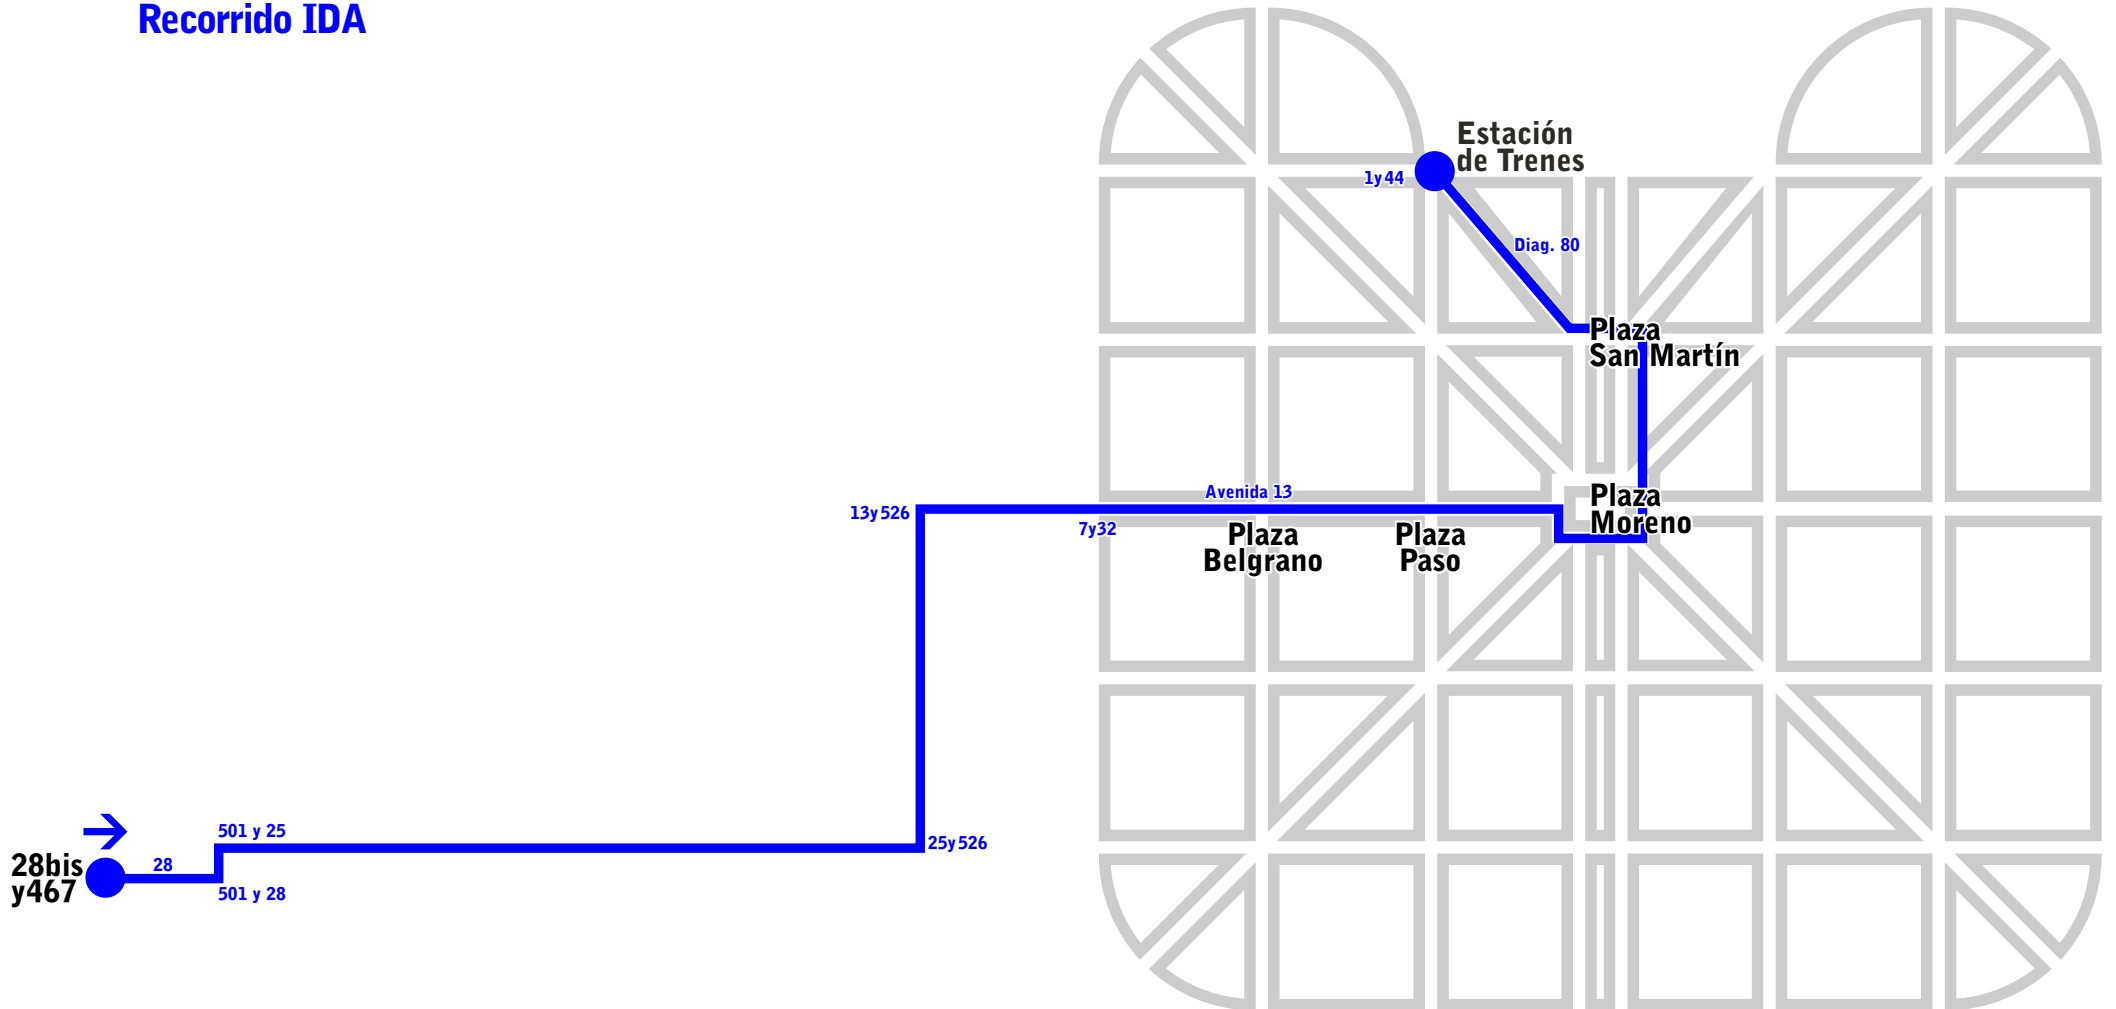 Recorrido IDA
Estación
de Trenes
1y44
Diag. 80
Plaza
San Martín
Avenida 13
13y526
7y32
Plaza
Belgrano
Plaza
Paso
Plaza
Moreno
501 y 25
25y526
28bis
y467
28
501 y 28